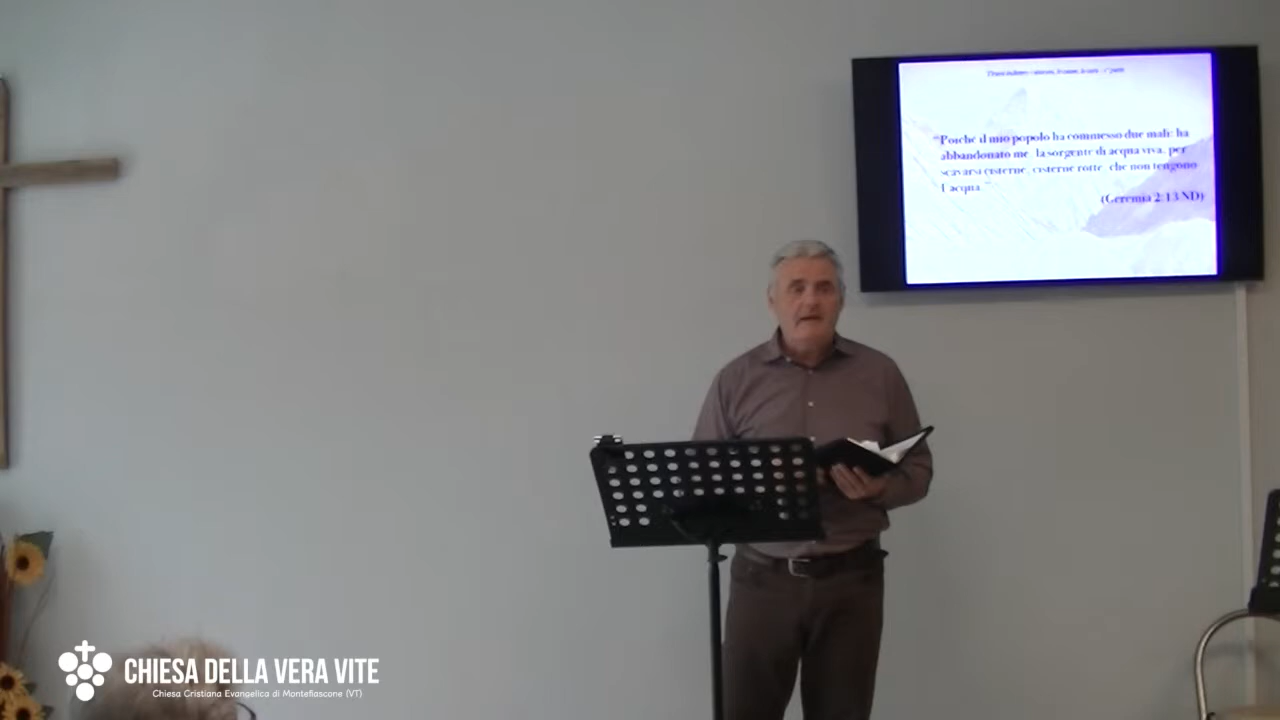 "Poiché il mio popolo ha commesso due mali: ha
abbandonato me, la sorgente di acqua viva, per
scavarsi cisterne, cisterne rotte, che non tengono
l'acqua."
(Geremia 2:13 ND)
CHIESA DELLA VERA VITE
Chiesa Cristiana Evangelica di Montefiascone (VT)